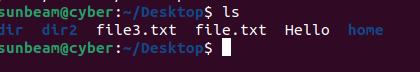 sunbeam@cyber:~/Desktop$ ls
dir  dir2  file3.txt  file.txt  Hello  home
sunbeam@cyber:~/Desktop$